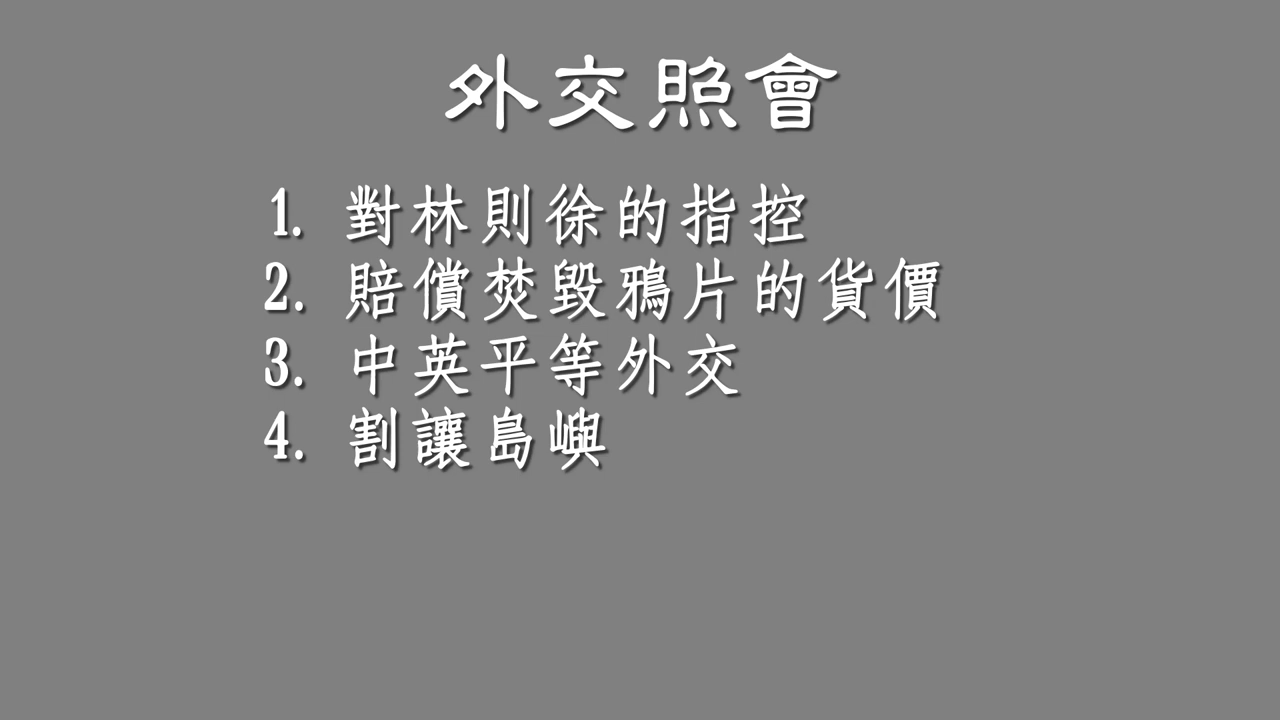 外交照會
1. 對林則徐的指控
2. 賠償焚毀鴉片的貨價
3. 中英平等外交
4. 割讓島嶼